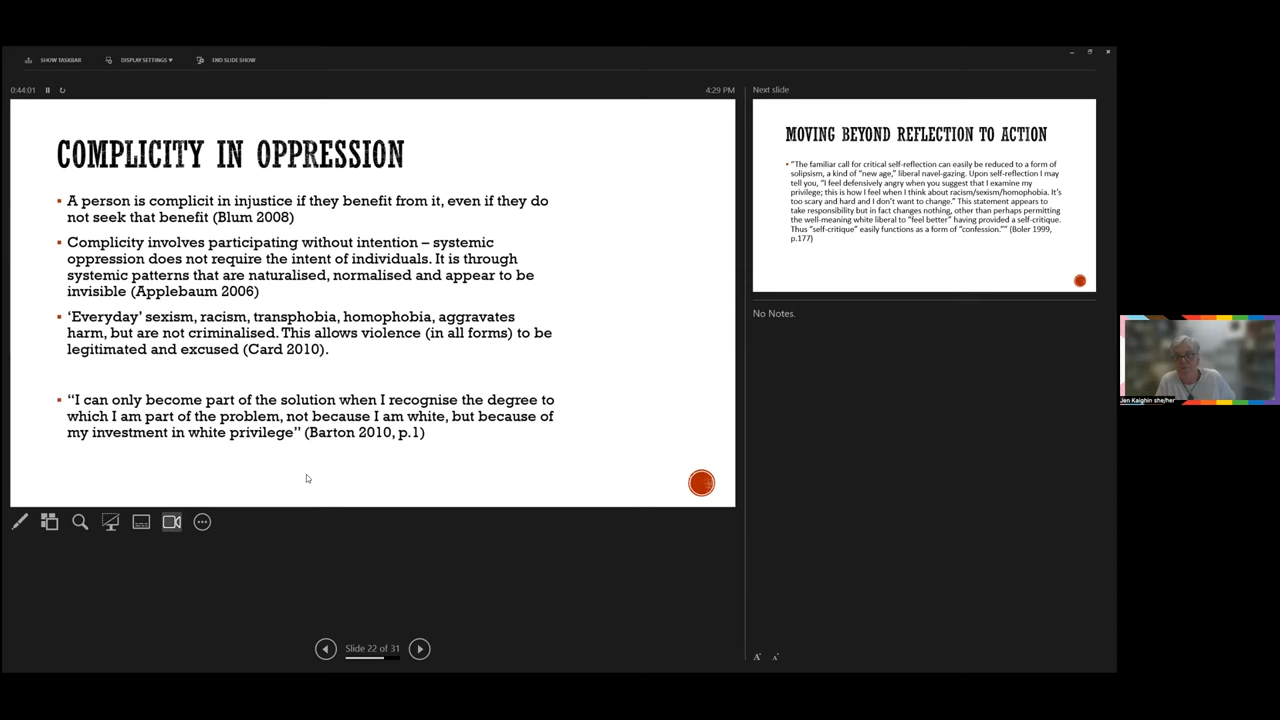 SHOW TASKBAR
DISPLAY SETTINGS ▼
END SLIDE SHOW
0:44:01
4:29 PM
COMPLICITY IN OPPRESSION
▪ A person is complicit in injustice if they benefit from it, even if they do
not seek that benefit (Blum 2008)
▪ Complicity involves participating without intention – systemic
oppression does not require the intent of individuals. It is through
systemic patterns that are naturalised, normalised and appear to be
invisible (Applebaum 2006)
▪ ‘Everyday’ sexism, racism, transphobia, homophobia, aggravates
harm, but are not criminalised. This allows violence (in all forms) to be
legitimated and excused (Card 2010).
▪ “I can only become part of the solution when I recognise the degree to
which I am part of the problem, not because I am white, but because of
my investment in white privilege” (Barton 2010, p.1)
Slide 22 of 31
Next slide
MOVING BEYOND REFLECTION TO ACTION
▪ “The familiar call for critical self-reflection can easily be reduced to a form of
solipsism, a kind of “new age,” liberal navel-gazing. Upon self-reflection I may
tell you, “I feel defensively angry when you suggest that I examine my
privilege; this is how I feel when I think about racism/sexism/homophobia. It’s
too scary and hard and I don’t want to change.” This statement appears to
take responsibility but in fact changes nothing, other than perhaps permitting
the well-meaning white liberal to “feel better” having provided a self-critique.
Thus “self-critique” easily functions as a form of “confession.”” (Boler 1999,
p.177)
No Notes.
A A
Jen Kaighin she/her